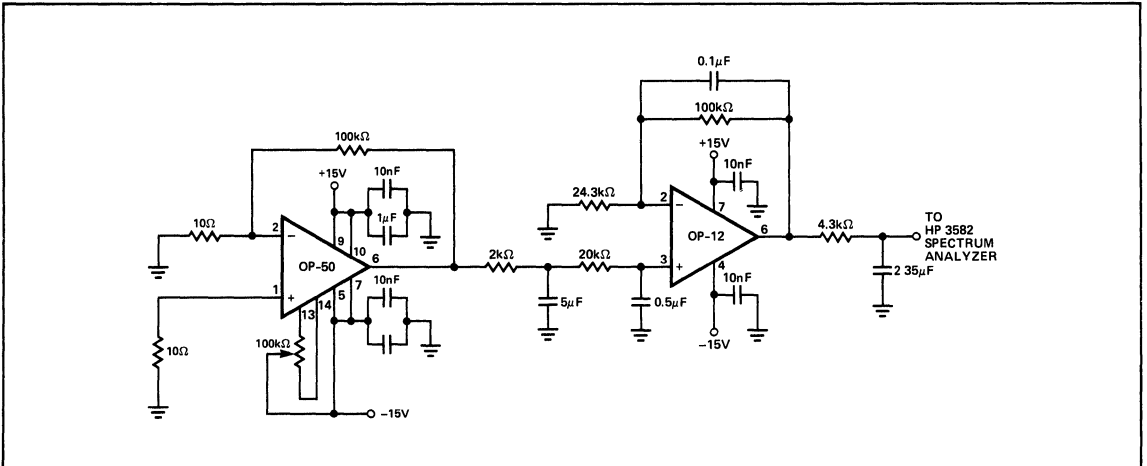 0.1µF
100kΩ
100kΩ
+15V
10nF
+15V
10nF
24.3kΩ
2
7
1µF
10Ω
2
9
10
OP-50
6
2kΩ
20kΩ
OP-12
6
4.3kΩ
TO
HP 3582
SPECTRUM
ANALYZER
3
4
1
7
5
14
13
10nF
10nF
5µF
0.5µF
2 35µF
10Ω
100kΩ
-15V
-15V